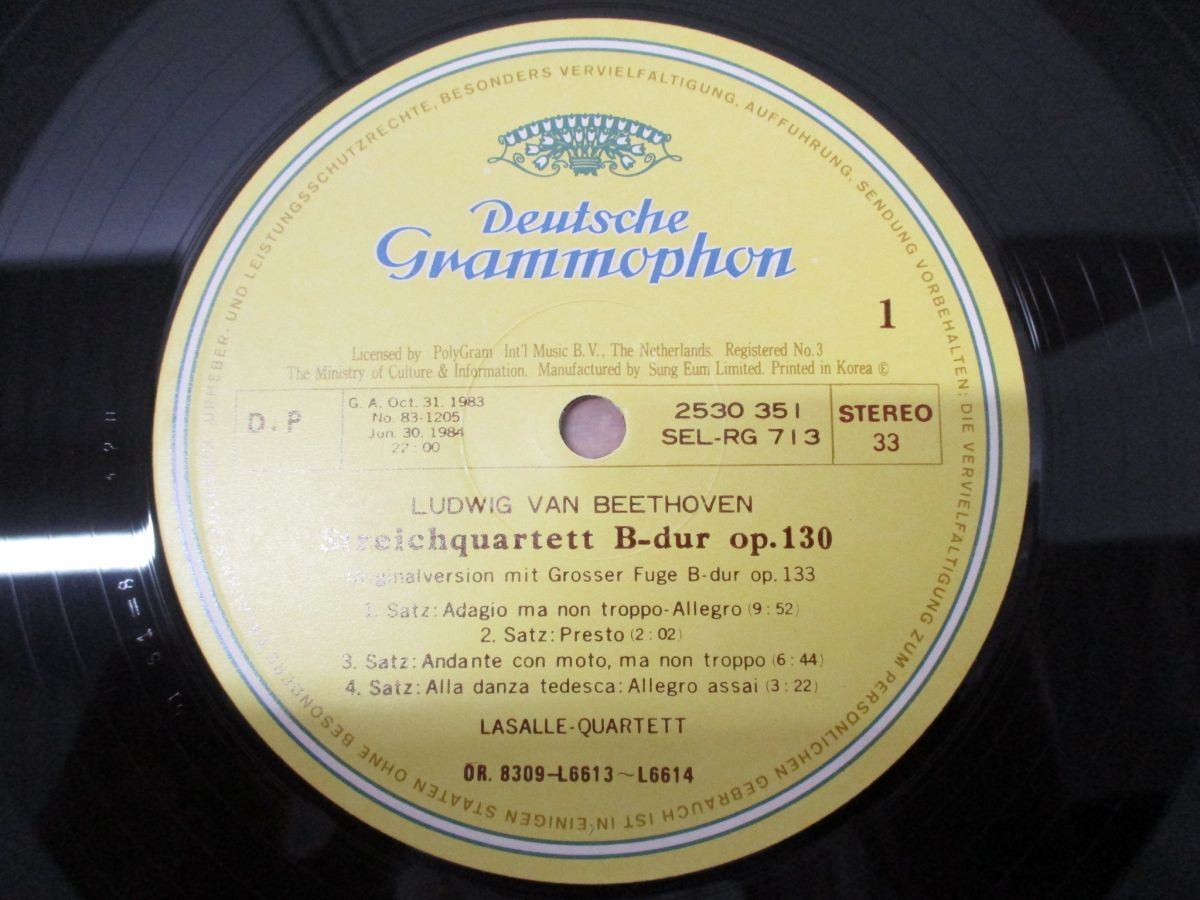 URHEBER- UND LEISTUNGSSCHUTZRECHTE, BESONDERS VERVIELFÄLTIGUNG, AUFFÜHRUNG, SENDUNG VORBEHALTEN; DIE VERVIELFÄLTIGUNG ZUM PERSÖNLICHEN GEBRAUCH IST IN EINIGEN STAATEN OHNE BESONDERE
Deutsche
Grammophon
1
Licensed by PolyGram Int'l Music B.V., The Netherlands. Registered No.3
The Ministry of Culture & Information. Manufactured by Sung Eum Limited. Printed in Korea Ⓟ
D.P
G. A. Oct. 31. 1983
No. 83-1205
Jun. 30. 1984
22:00
2530 351
SEL-RG 713
STEREO
33
LUDWIG VAN BEETHOVEN
Streichquartett B-dur op.130
Originalversion mit Grosser Fuge B-dur op.133
1. Satz: Adagio ma non troppo-Allegro (9:52)
2. Satz: Presto (2:02)
3. Satz: Andante con moto, ma non troppo (6:44)
4. Satz: Alla danza tedesca: Allegro assai (3:22)
LASALLE-QUARTETT
ÖR. 8309-L6613~L6614